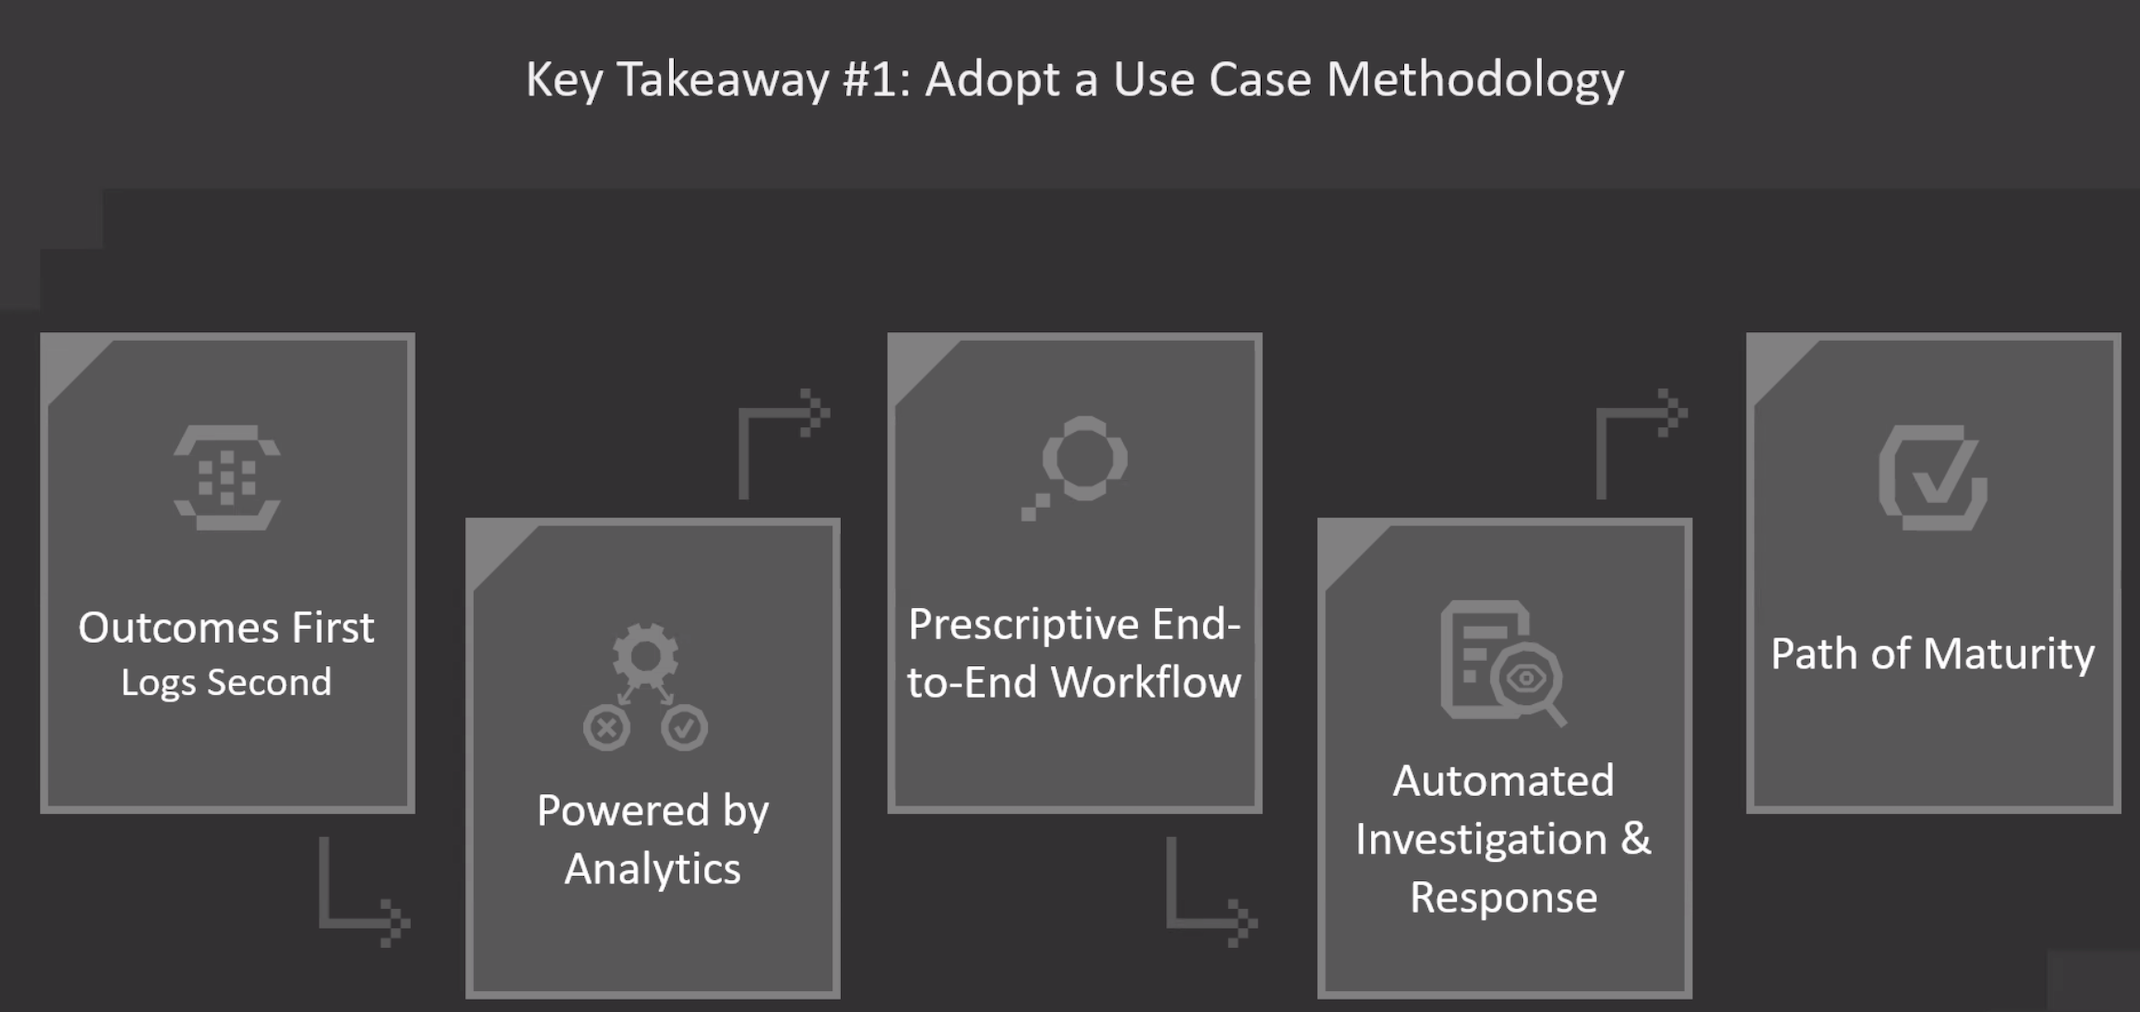 Key Takeaway #1: Adopt a Use Case Methodology
Outcomes First
Logs Second
Powered by
Analytics
Prescriptive End-
to-End Workflow
Automated
Investigation &
Response
Path of Maturity